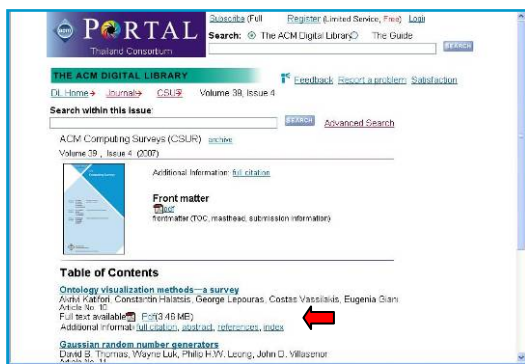 Subscribe (Full Register (Limited Service, Free) Logi
PORTAL
Thailand Consortium
Search: The ACM Digital Library The Guide
SEARCH
THE ACM DIGITAL LIBRARY
Feedback Report a problem Satisfaction
DL Home → Journals → CSUR Volume 39, Issue 4
Search within this issue:
SEARCH Advanced Search
ACM Computing Surveys (CSUR) archive
Volume 39 , Issue 4 (2007)
Additional Information: full citation
Front matter
pdf
frontmatter (TOC, masthead, submission information)
Table of Contents
Ontology visualization methods—a survey
Akrivi Katifori, Constantin Halatsis, George Lepouras, Costas Vassilakis, Eugenia Giann
Article No. 10
Full text available Pdf(3.46 MB)
Additional Informati full citation, abstract, references, index
Gaussian random number generators
David B. Thomas, Wayne Luk, Philip H.W. Leong, John D. Villasenor
Article No. 11